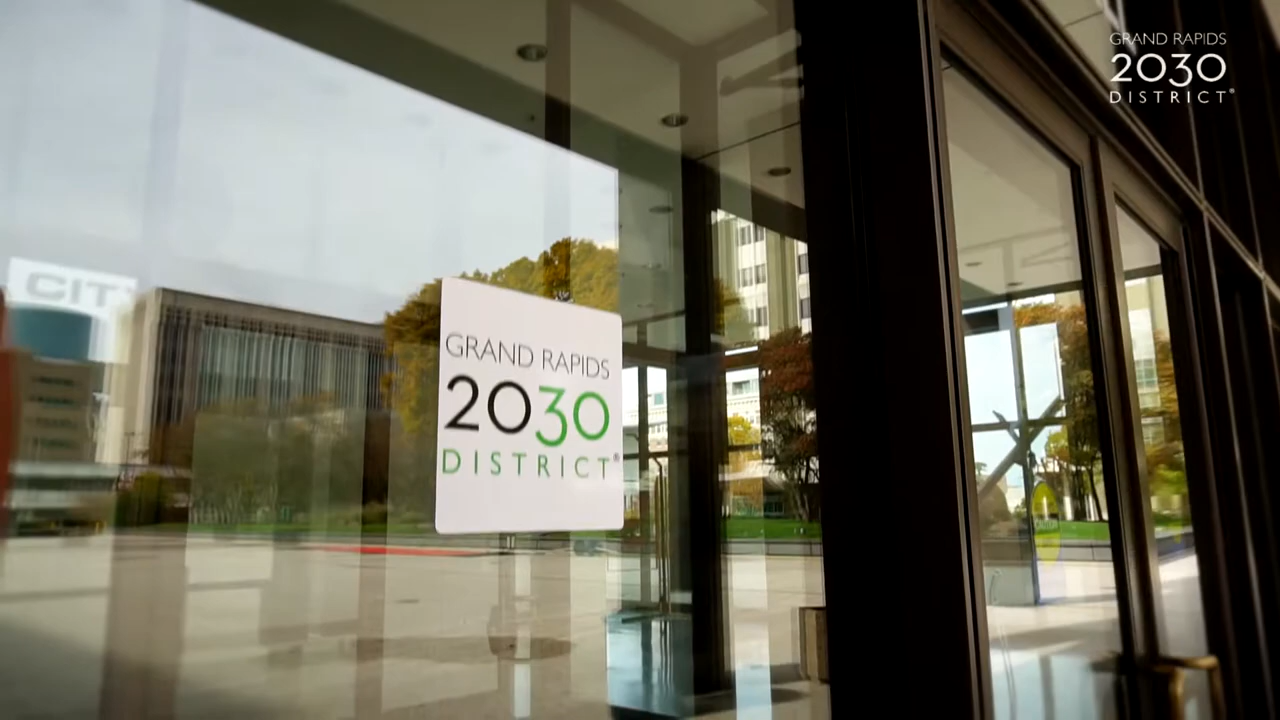 GRAND RAPIDS
2030
DISTRICT®
CIT
GRAND RAPIDS
2030
DISTRICT®